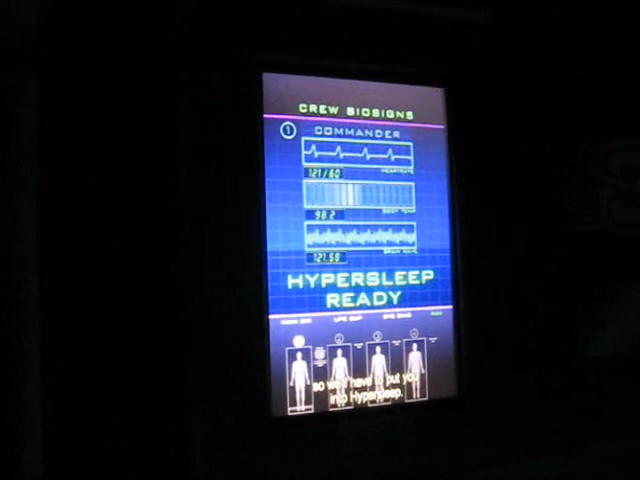 CREW BIOSIGNS
1 COMMANDER
HEARTRATE
121/60
BODY TEMP
98.2
BRAIN WAVE
121.50
HYPERSLEEP
READY
so we'll have to put you
into Hypersleep.